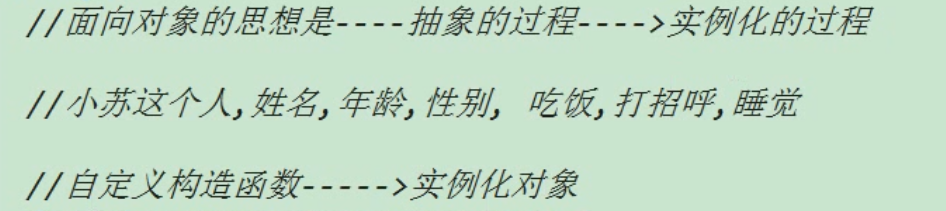 //面向对象的思想是----抽象的过程---->实例化的过程
//小苏这个人,姓名,年龄,性别, 吃饭,打招呼,睡觉
//自定义构造函数----->实例化对象